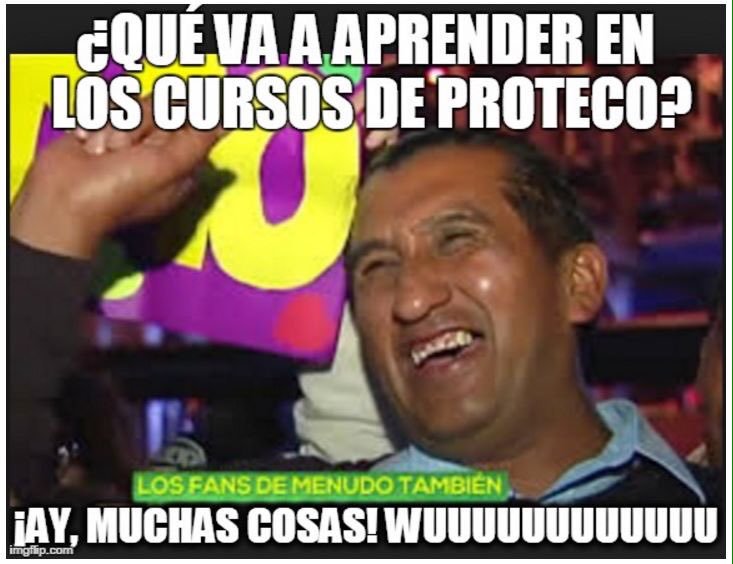 ¿QUÉ VA A APRENDER EN
LOS CURSOS DE PROTECO?
LOS FANS DE MENUDO TAMBIÉN
¡AY, MUCHAS COSAS! WUUUUUUUUUUUU
imgflip.com